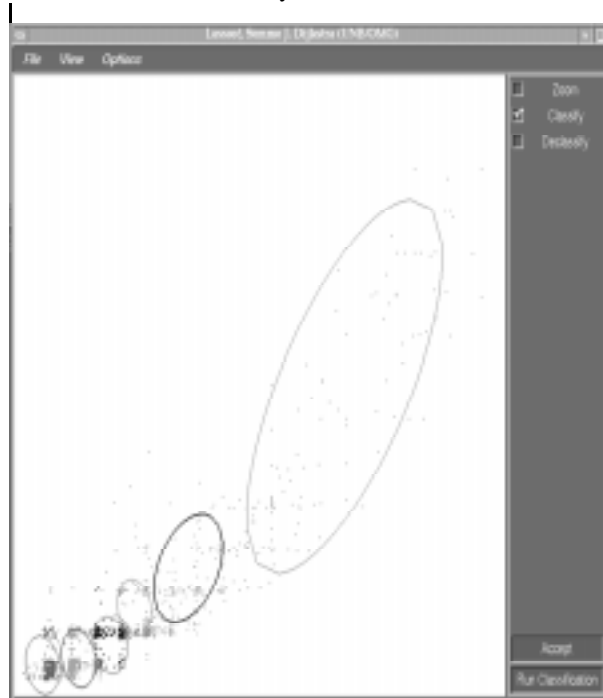 File View Options
Zoom
Classify
Declassify
Accept
Run Classification